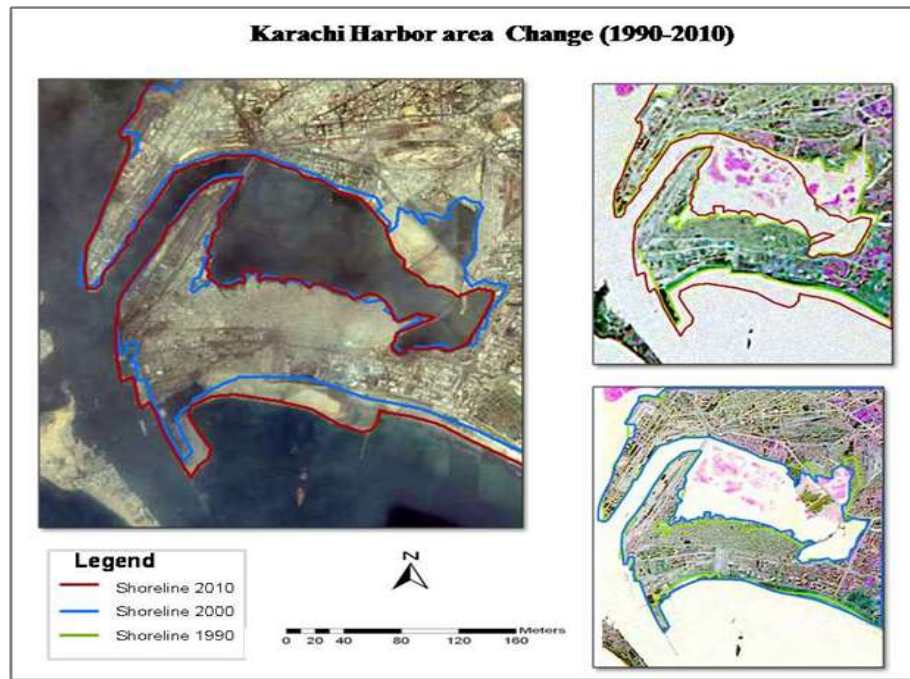 Karachi Harbor area Change (1990-2010)
Legend
Shoreline 2010
Shoreline 2000
Shoreline 1990
N
Meters
0 20 40 80 120 160